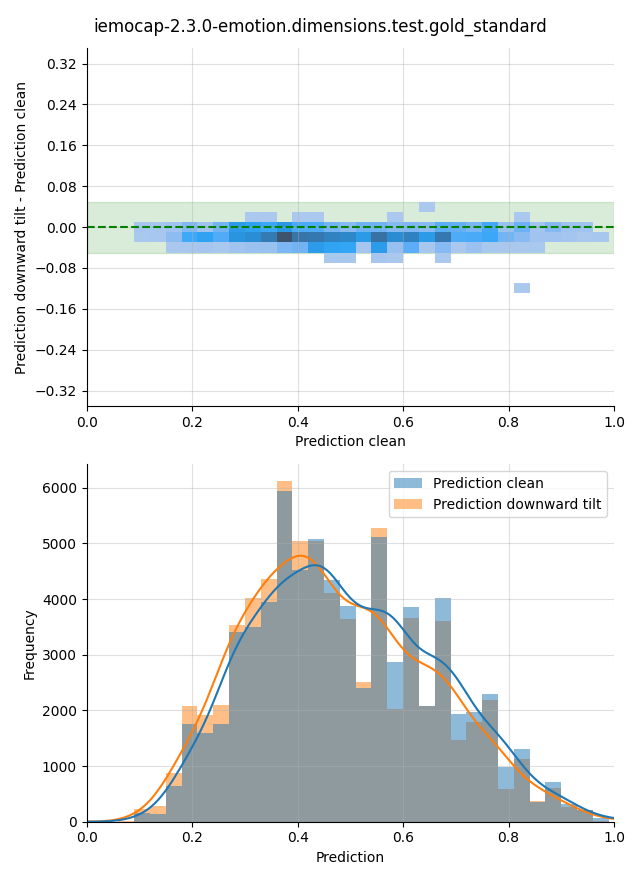 iemocap-2.3.0-emotion.dimensions.test.gold_standard
Prediction downward tilt - Prediction clean
0.32
0.24
0.16
0.08
0.00
−0.08
−0.16
−0.24
−0.32
0.0 0.2 0.4 0.6 0.8 1.0
Prediction clean
Frequency
6000
5000
4000
3000
2000
1000
0
Prediction clean
Prediction downward tilt
0.0 0.2 0.4 0.6 0.8 1.0
Prediction